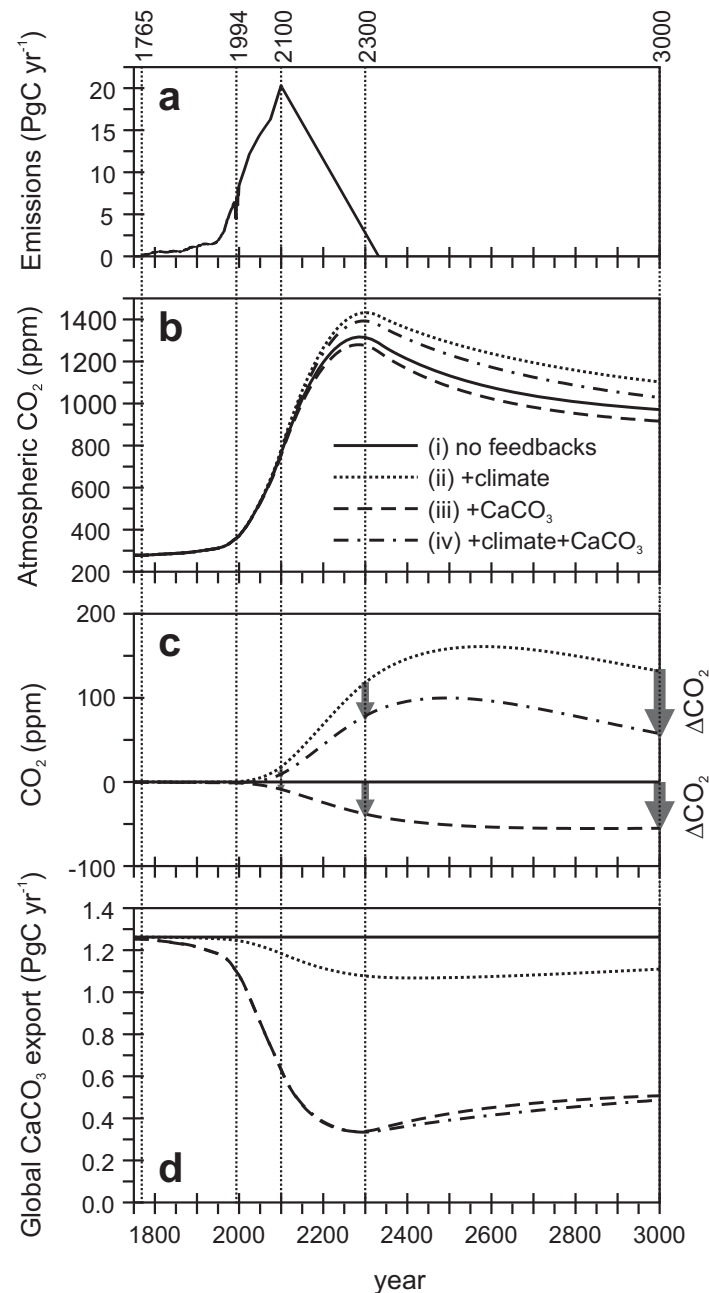 1765
1994
2100
2300
3000
a
Emissions (PgC yr-1)
20
15
10
5
0
b
Atmospheric CO2 (ppm)
1400
1200
1000
800
600
400
200
(i) no feedbacks
(ii) +climate
(iii) +CaCO3
(iv) +climate+CaCO3
c
CO2 (ppm)
200
100
0
-100
ΔCO2
ΔCO2
d
Global CaCO3 export (PgC yr-1)
1.4
1.2
1.0
0.8
0.6
0.4
0.2
0.0
1800 2000 2200 2400 2600 2800 3000
year